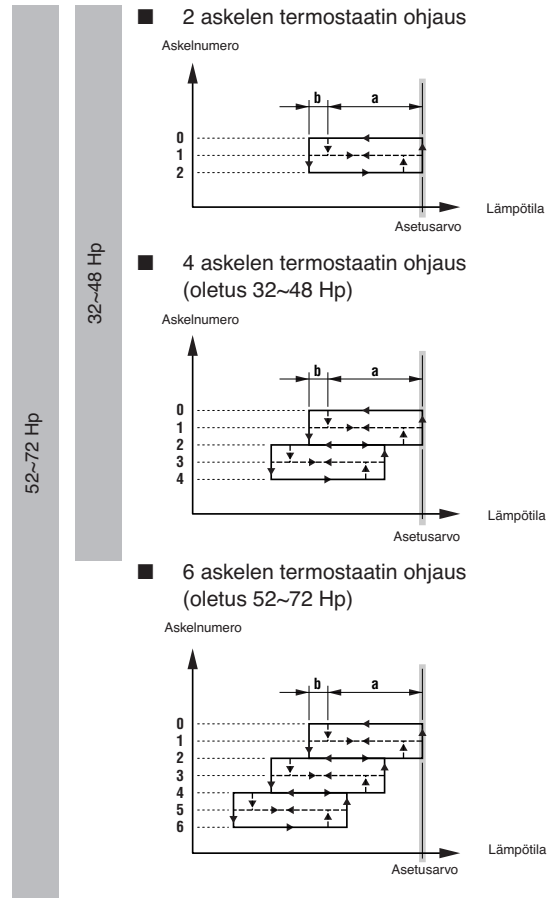 52~72 Hp
32~48 Hp
■ 2 askelen termostaatin ohjaus
Askelnumero
b a
0
1
2
Lämpötila
Asetusarvo
■ 4 askelen termostaatin ohjaus
(oletus 32~48 Hp)
Askelnumero
b a
0
1
2
3
4
Lämpötila
Asetusarvo
■ 6 askelen termostaatin ohjaus
(oletus 52~72 Hp)
Askelnumero
b a
0
1
2
3
4
5
6
Lämpötila
Asetusarvo